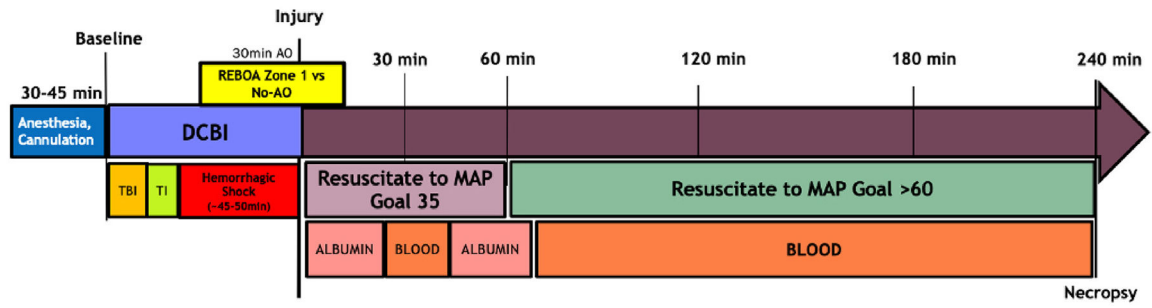 Injury
Baseline
30min AO
30 min
60 min
120 min
180 min
240 min
REBOA Zone 1 vs
No-AO
30-45 min
Anesthesia,
Cannulation
DCBI
TBI
TI
Hemorrhagic
Shock
(~45-50min)
Resuscitate to MAP
Goal 35
Resuscitate to MAP Goal >60
ALBUMIN
BLOOD
ALBUMIN
BLOOD
Necropsy